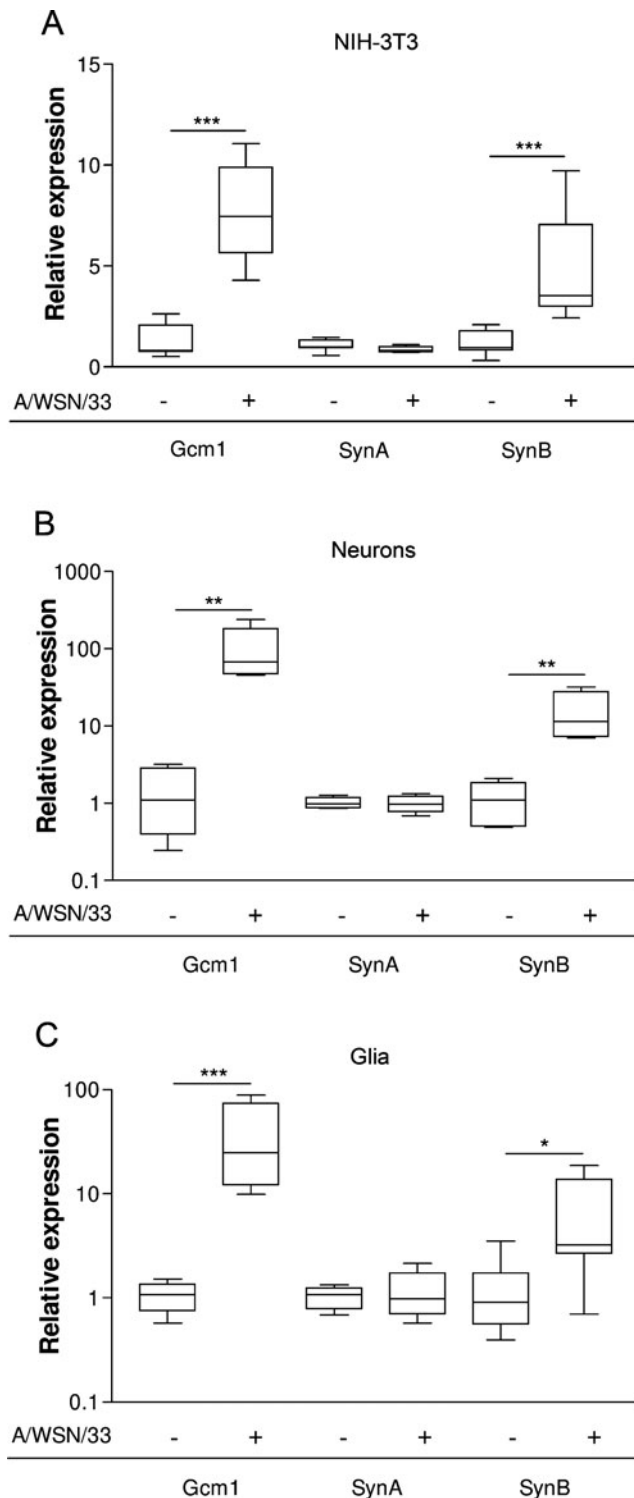 A
NIH-3T3
15
10
5
0
Relative expression
*** ***
A/WSN/33 - + - + - +
Gcm1 SynA SynB
B
Neurons
1000
100
10
1
0.1
Relative expression
** **
A/WSN/33 - + - + - +
Gcm1 SynA SynB
C
Glia
100
10
1
0.1
Relative expression
*** *
A/WSN/33 - + - + - +
Gcm1 SynA SynB